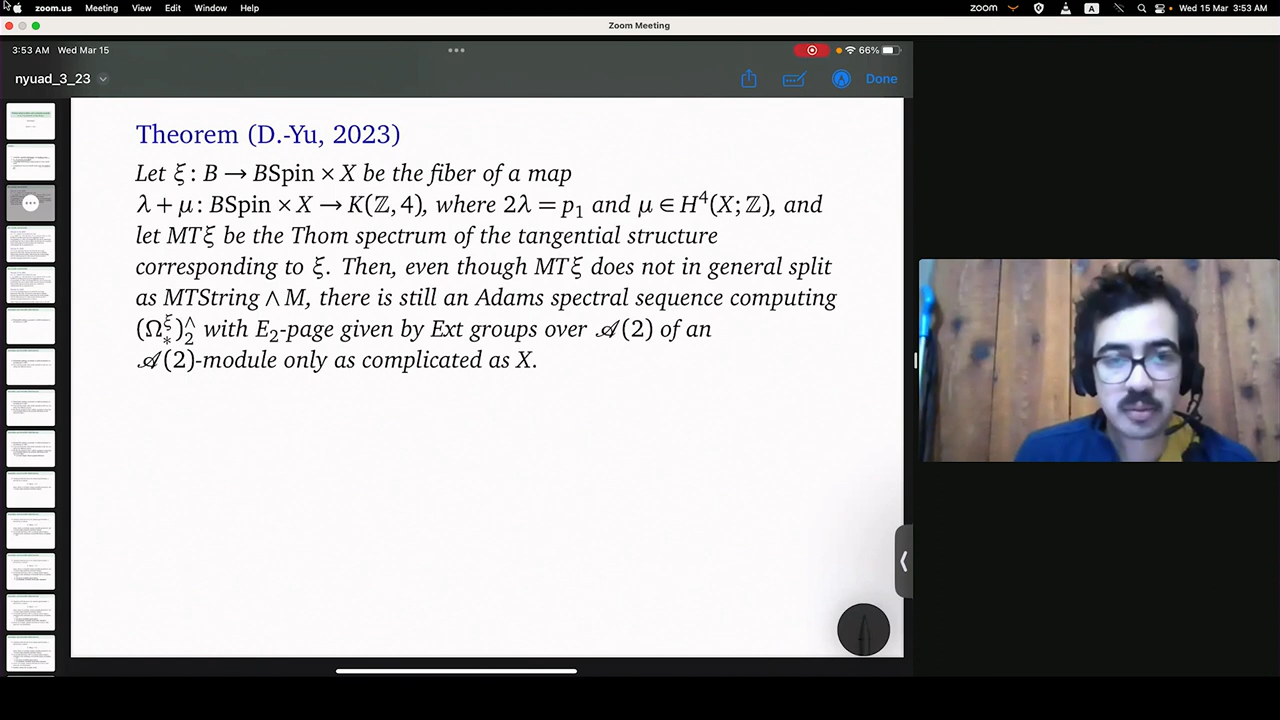 zoom.us Meeting View Edit Window Help
zoom A Wed 15 Mar 3:53 AM
Zoom Meeting
3:53 AM Wed Mar 15
66%
nyuad_3_23
Done
Theorem (D.-Yu, 2023)
Let ξ : B → BSpin × X be the fiber of a map
λ + μ : BSpin × X → K(ℤ, 4), where 2λ = p₁ and μ ∈ H⁴(X; ℤ), and
let MTξ be the Thom spectrum of the tangential structure
corresponding to ξ. Then, even though MTξ does not in general split
as MTString ∧ M, there is still an Adams spectral sequence computing
(Ω_*^ξ)_2^∧ with E₂-page given by Ext groups over 𝒜(2) of an
𝒜(2)-module only as complicated as X.